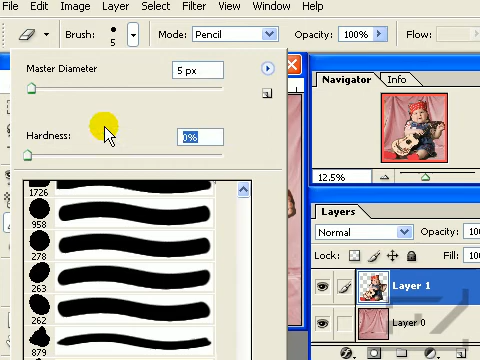 File Edit Image Layer Select Filter View Window Help
Brush: 5 Mode: Pencil Opacity: 100% Flow:
Master Diameter 5 px
Hardness: 0%
1726
958
278
263
262
879
Navigator Info
12.5%
Layers
Normal Opacity: 100
Lock: Fill: 100
Layer 1
Layer 0